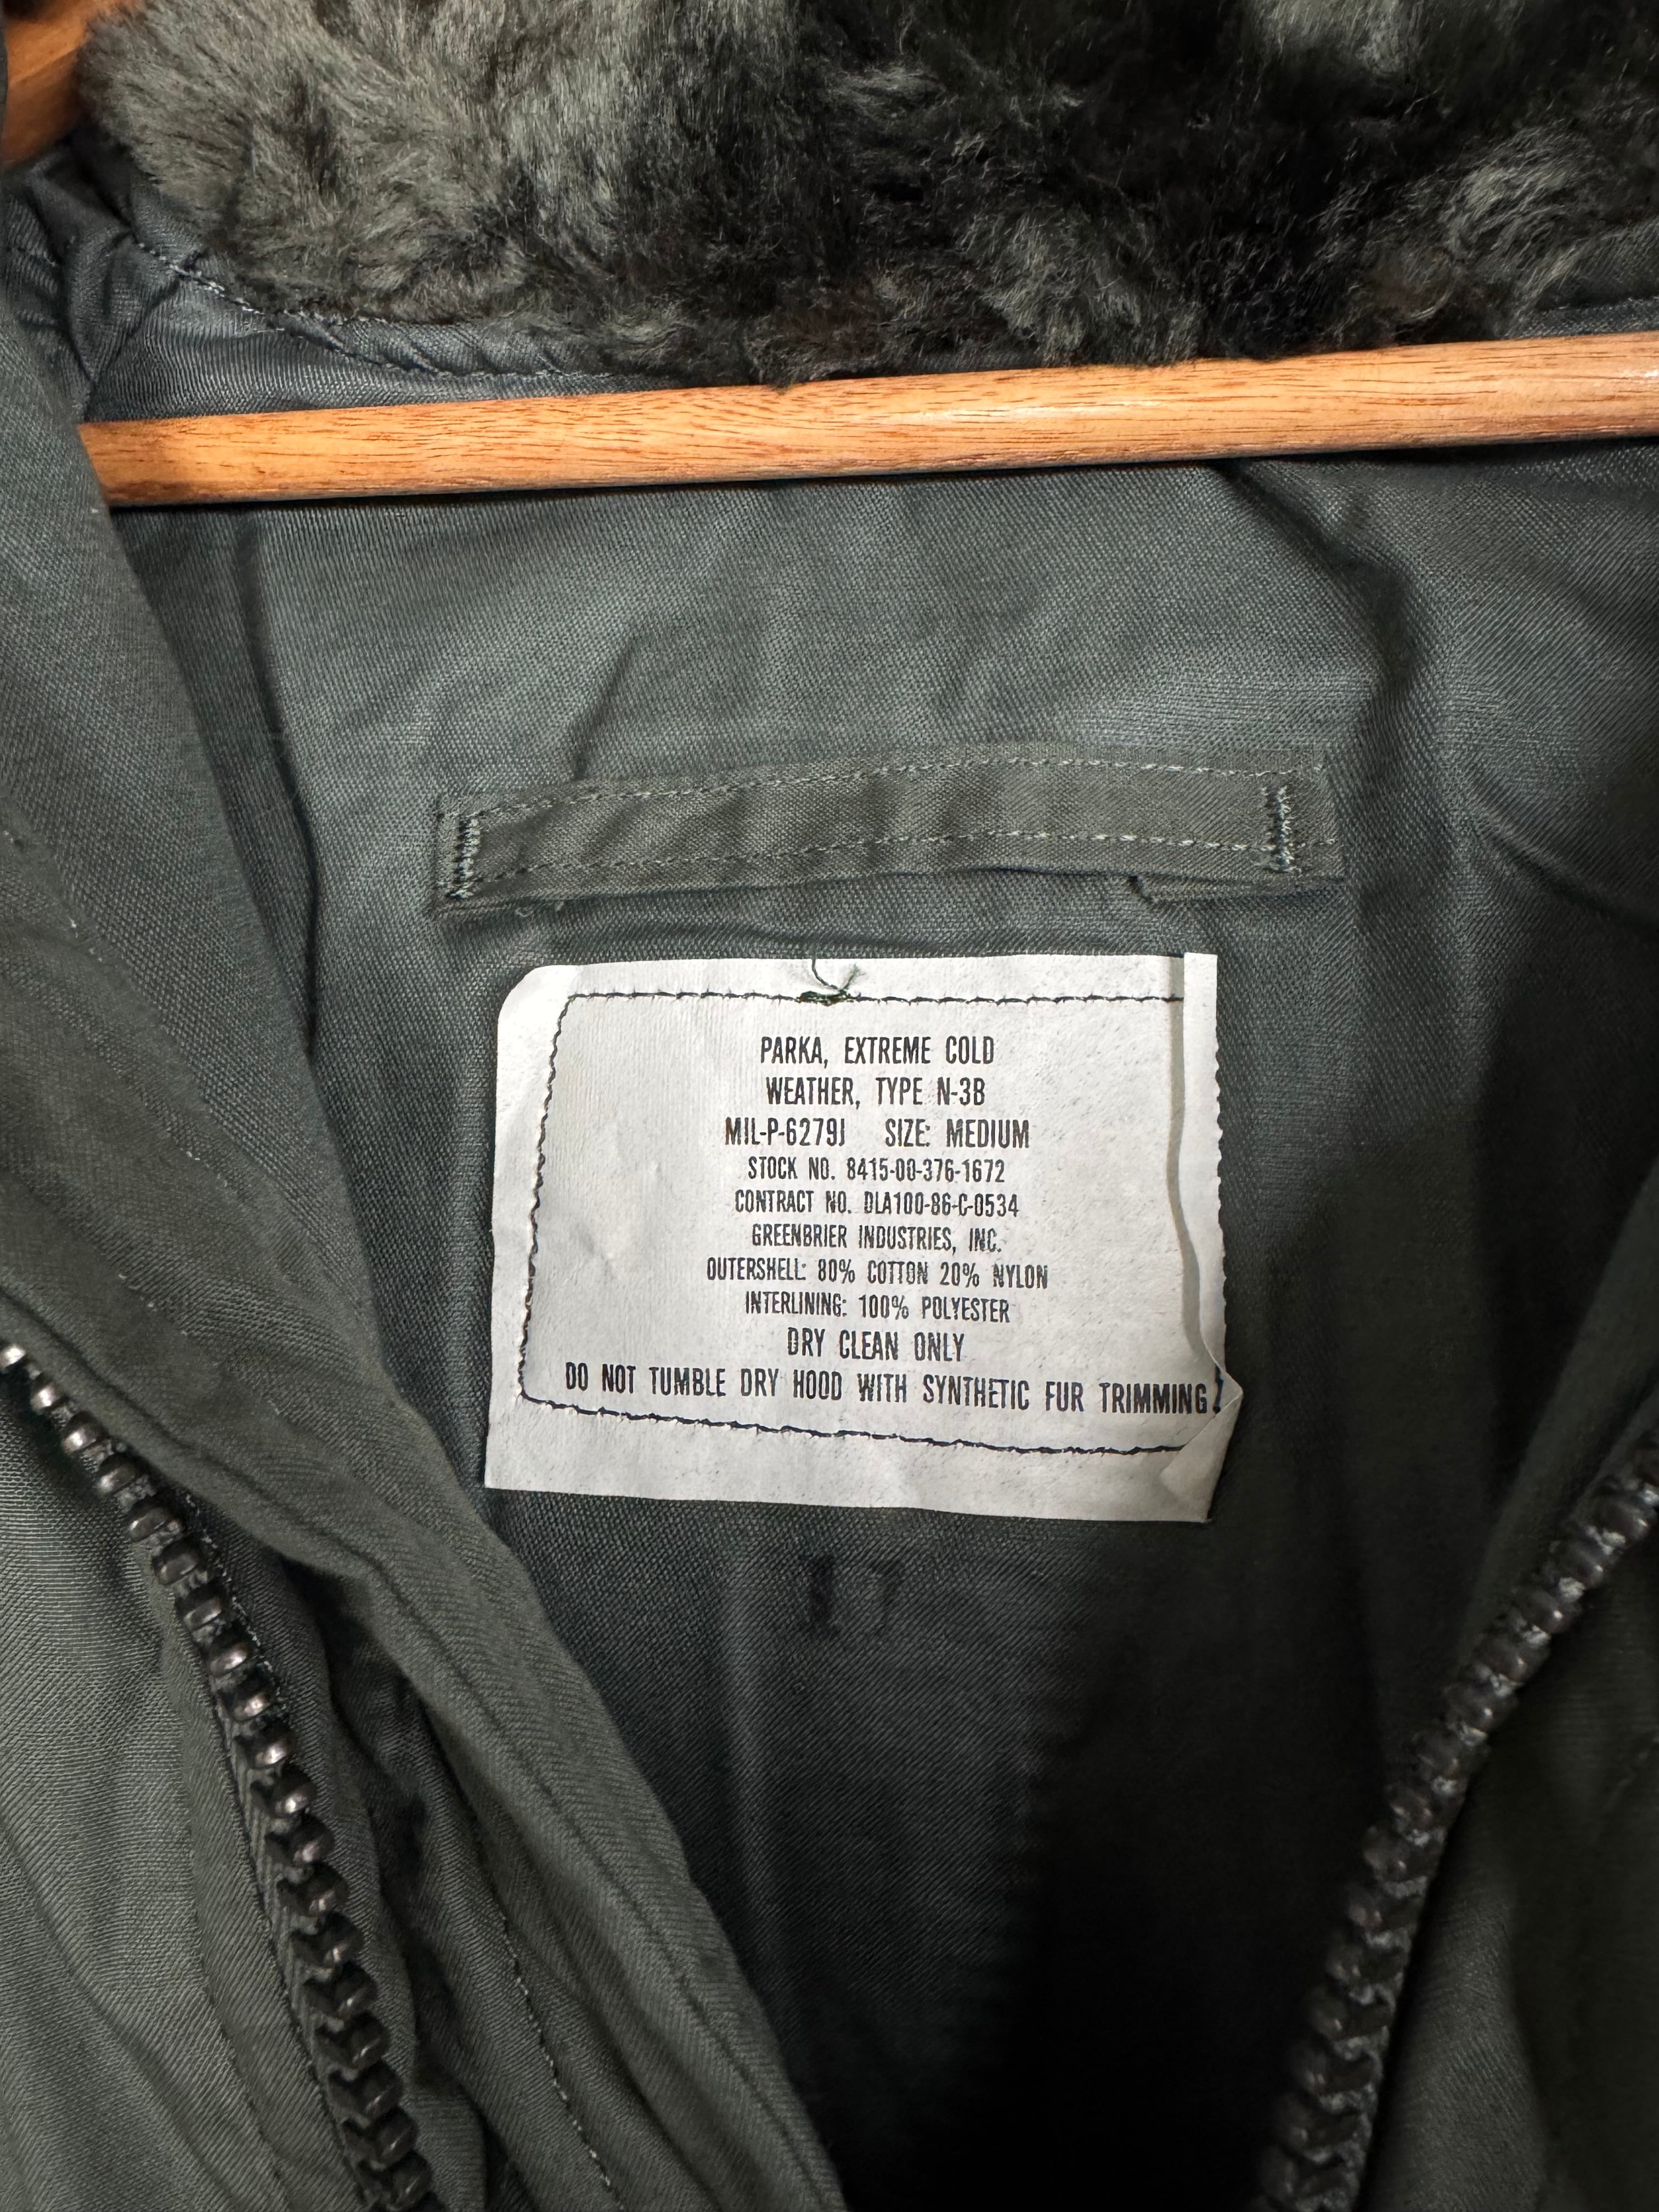 PARKA, EXTREME COLD
WEATHER, TYPE N-3B
MIL-P-6279J SIZE: MEDIUM
STOCK NO. 8415-00-376-1672
CONTRACT NO. DLA100-86-C-0534
GREENBRIER INDUSTRIES, INC.
OUTERSHELL: 80% COTTON 20% NYLON
INTERLINING: 100% POLYESTER
DRY CLEAN ONLY
DO NOT TUMBLE DRY HOOD WITH SYNTHETIC FUR TRIMMING!
17